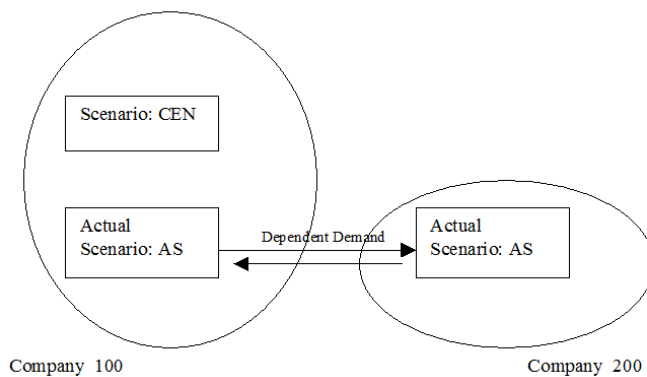 Scenario: CEN
Actual
Scenario: AS
Dependent Demand
Actual
Scenario: AS
Company 100
Company 200